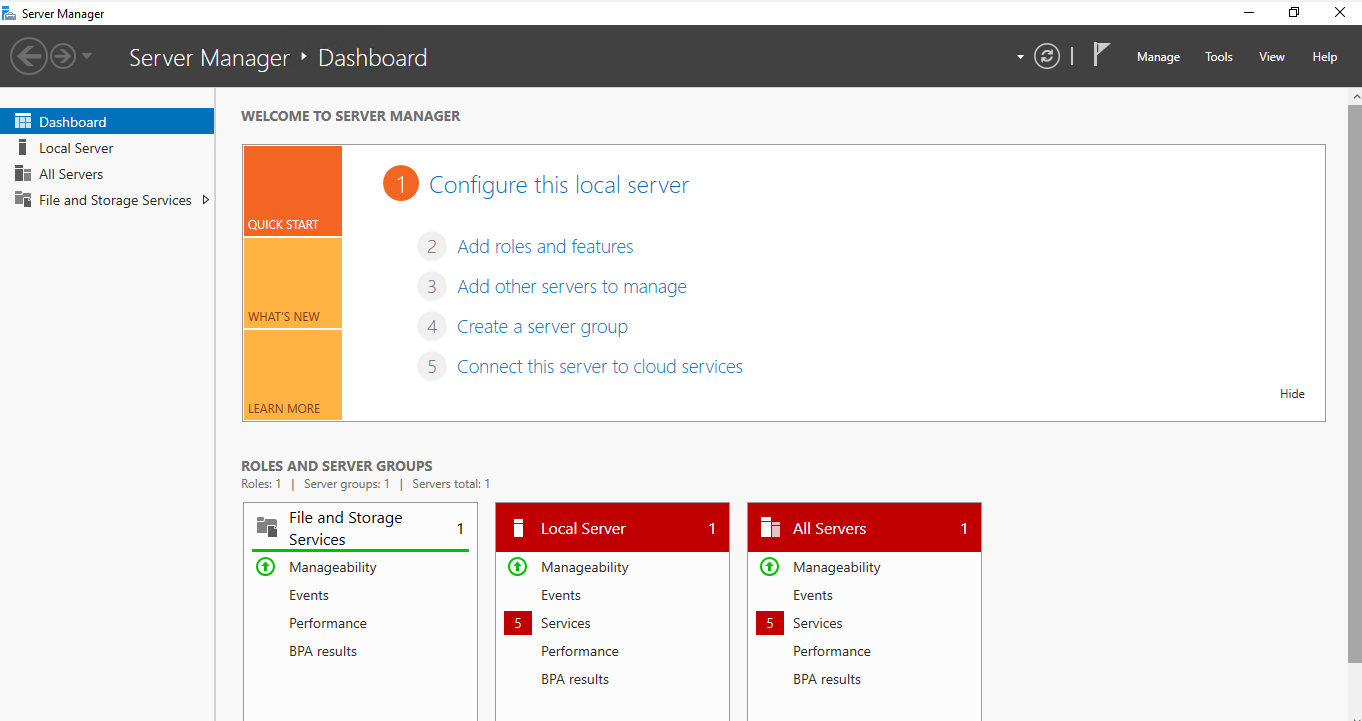 Server Manager
Server Manager ‣ Dashboard
Manage Tools View Help
Dashboard
Local Server
All Servers
File and Storage Services
WELCOME TO SERVER MANAGER
QUICK START
WHAT'S NEW
LEARN MORE
1 Configure this local server
2 Add roles and features
3 Add other servers to manage
4 Create a server group
5 Connect this server to cloud services
Hide
ROLES AND SERVER GROUPS
Roles: 1 | Server groups: 1 | Servers total: 1
File and Storage
Services 1
Manageability
Events
Performance
BPA results
Local Server 1
Manageability
Events
5 Services
Performance
BPA results
All Servers 1
Manageability
Events
5 Services
Performance
BPA results